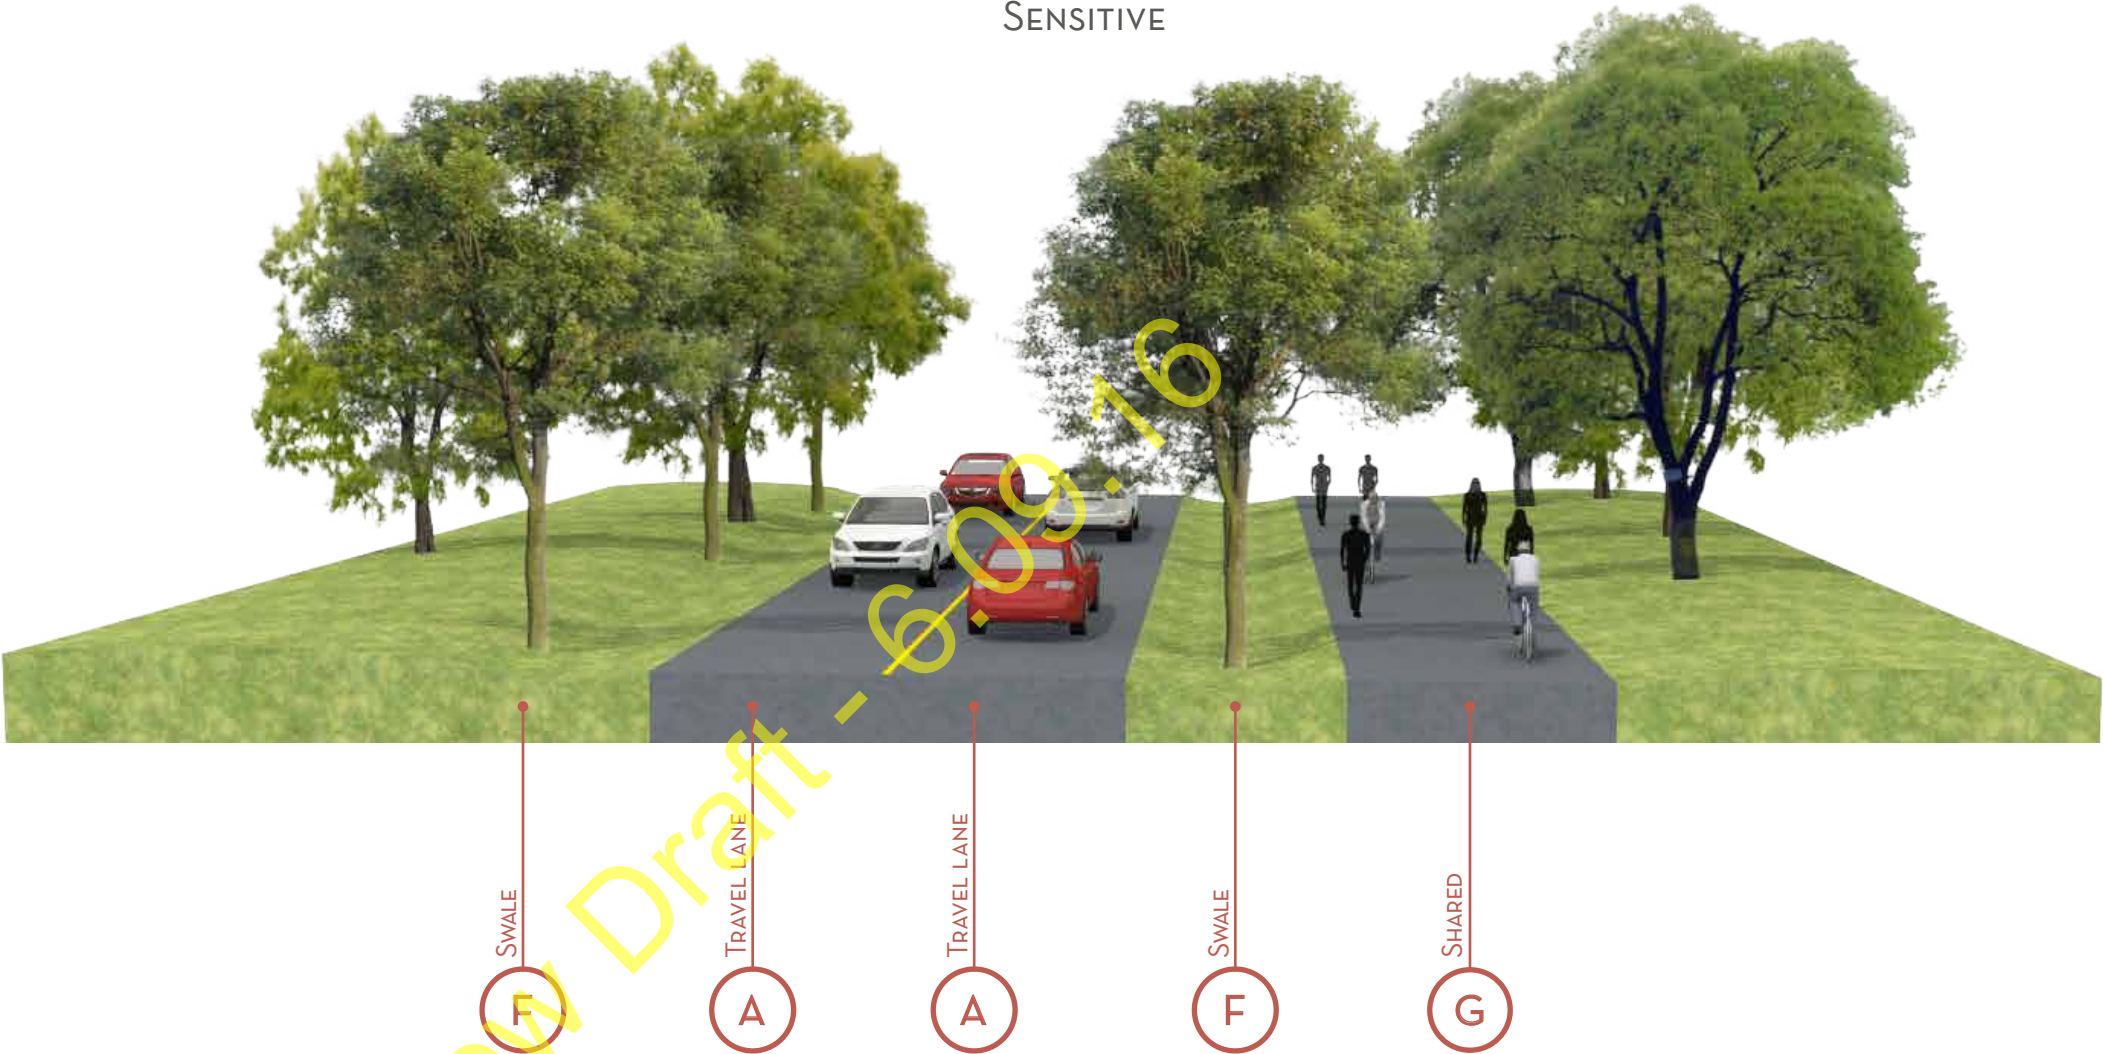 SENSITIVE
SWALE
TRAVEL LANE
TRAVEL LANE
SWALE
SHARED
F
A
A
F
G
Draft - 6.09.16